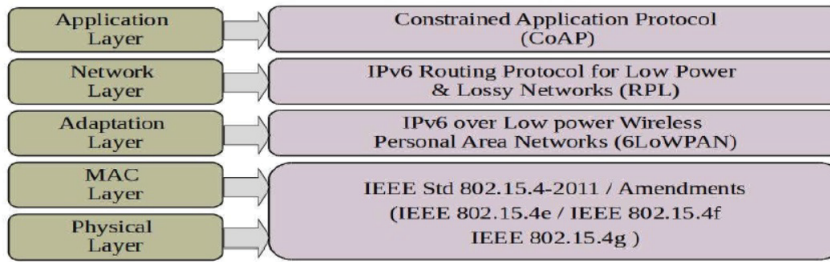 Application
Layer
Constrained Application Protocol
(CoAP)
Network
Layer
IPv6 Routing Protocol for Low Power
& Lossy Networks (RPL)
Adaptation
Layer
IPv6 over Low power Wireless
Personal Area Networks (6LoWPAN)
MAC
Layer
Physical
Layer
IEEE Std 802.15.4-2011 / Amendments
(IEEE 802.15.4e / IEEE 802.15.4f
IEEE 802.15.4g )